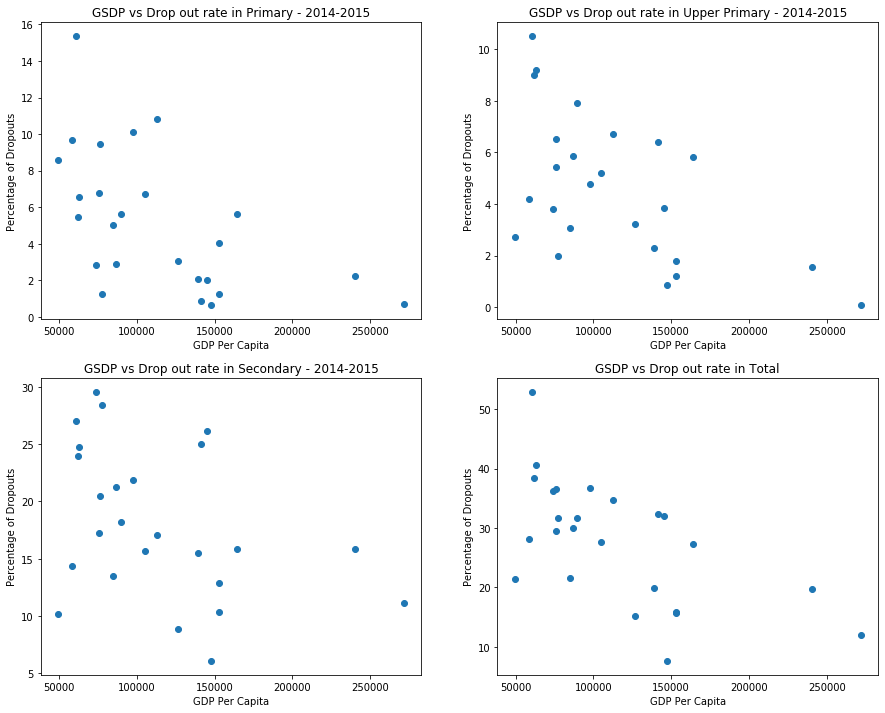 GSDP vs Drop out rate in Primary - 2014-2015
16
14
12
10
8
6
4
2
0
Percentage of Dropouts
50000 100000 150000 200000 250000
GDP Per Capita
GSDP vs Drop out rate in Upper Primary - 2014-2015
10
8
6
4
2
0
Percentage of Dropouts
50000 100000 150000 200000 250000
GDP Per Capita
GSDP vs Drop out rate in Secondary - 2014-2015
30
25
20
15
10
5
Percentage of Dropouts
50000 100000 150000 200000 250000
GDP Per Capita
GSDP vs Drop out rate in Total
50
40
30
20
10
Percentage of Dropouts
50000 100000 150000 200000 250000
GDP Per Capita